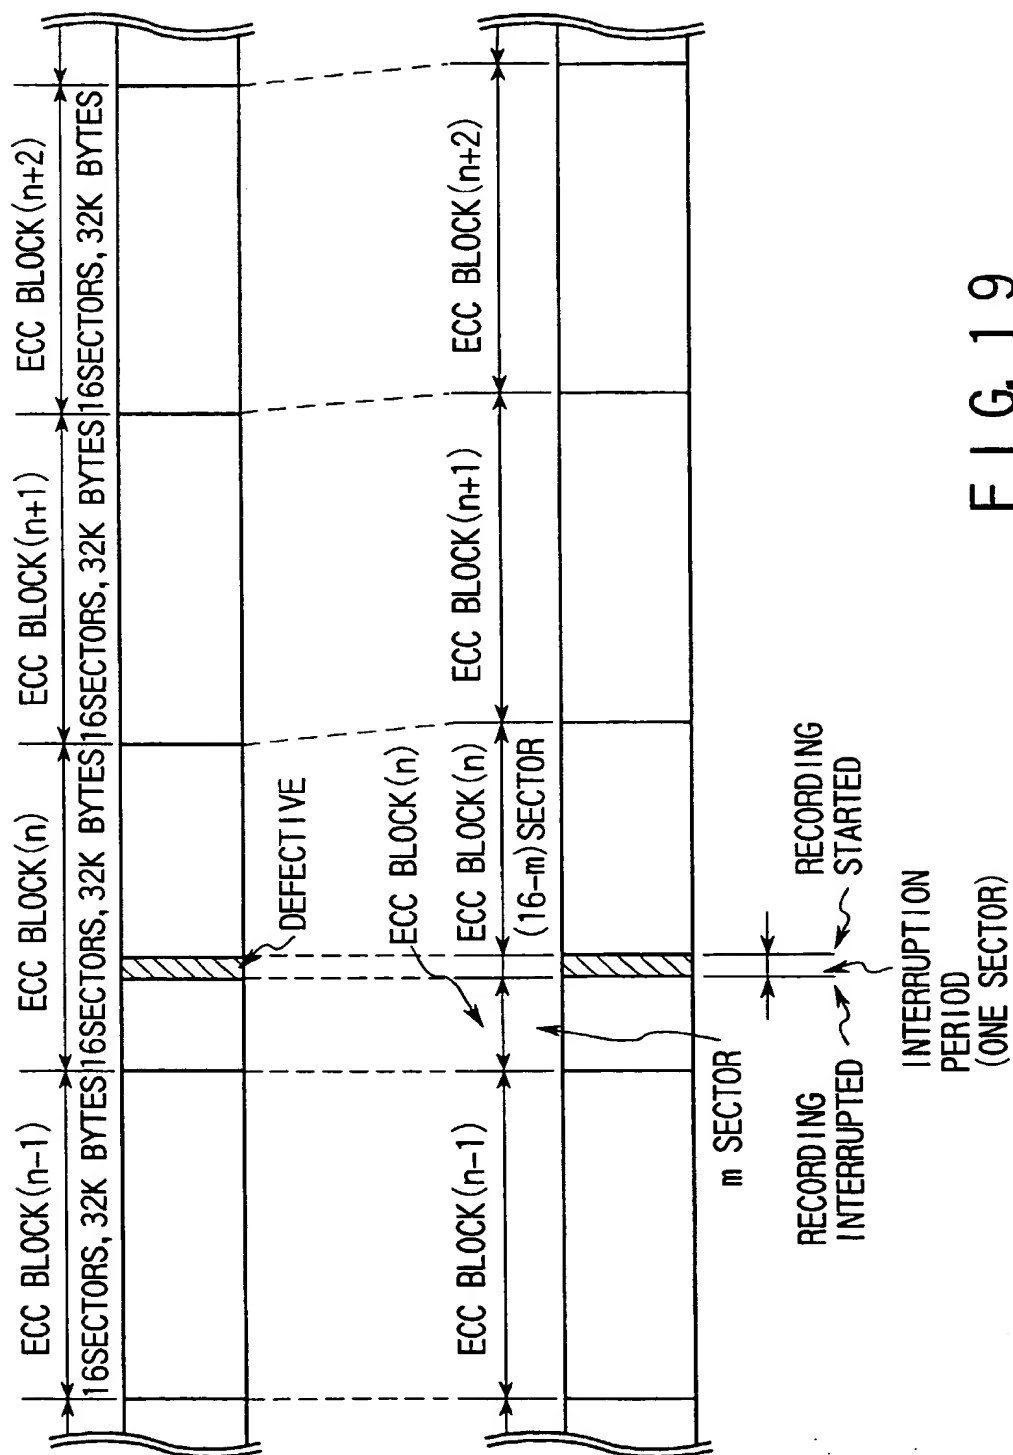 ECC BLOCK(n-1)
ECC BLOCK(n)
ECC BLOCK(n+1)
ECC BLOCK(n+2)
16SECTORS, 32K BYTES
16SECTORS, 32K BYTES
16SECTORS, 32K BYTES
16SECTORS, 32K BYTES
DEFECTIVE
ECC BLOCK(n)
ECC BLOCK(n-1)
ECC BLOCK(n)
(16-m)SECTOR
ECC BLOCK(n+1)
ECC BLOCK(n+2)
m SECTOR
RECORDING
INTERRUPTED
RECORDING
STARTED
INTERRUPTION
PERIOD
(ONE SECTOR)
FIG. 19